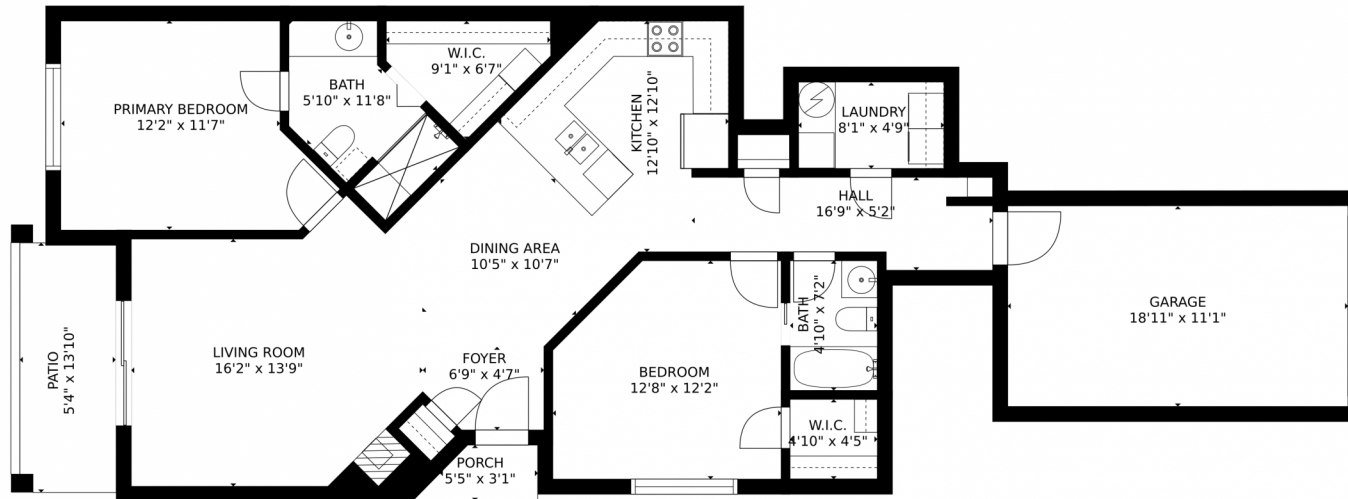 PRIMARY BEDROOM
12'2" x 11'7"
BATH
5'10" x 11'8"
W.I.C.
9'1" x 6'7"
KITCHEN
12'10" x 12'10"
LAUNDRY
8'1" x 4'9"
HALL
16'9" x 5'2"
DINING AREA
10'5" x 10'7"
GARAGE
18'11" x 11'1"
PATIO
5'4" x 13'10"
LIVING ROOM
16'2" x 13'9"
FOYER
6'9" x 4'7"
BEDROOM
12'8" x 12'2"
BATH
4'10" x 7'2"
W.I.C.
4'10" x 4'5"
PORCH
5'5" x 3'1"